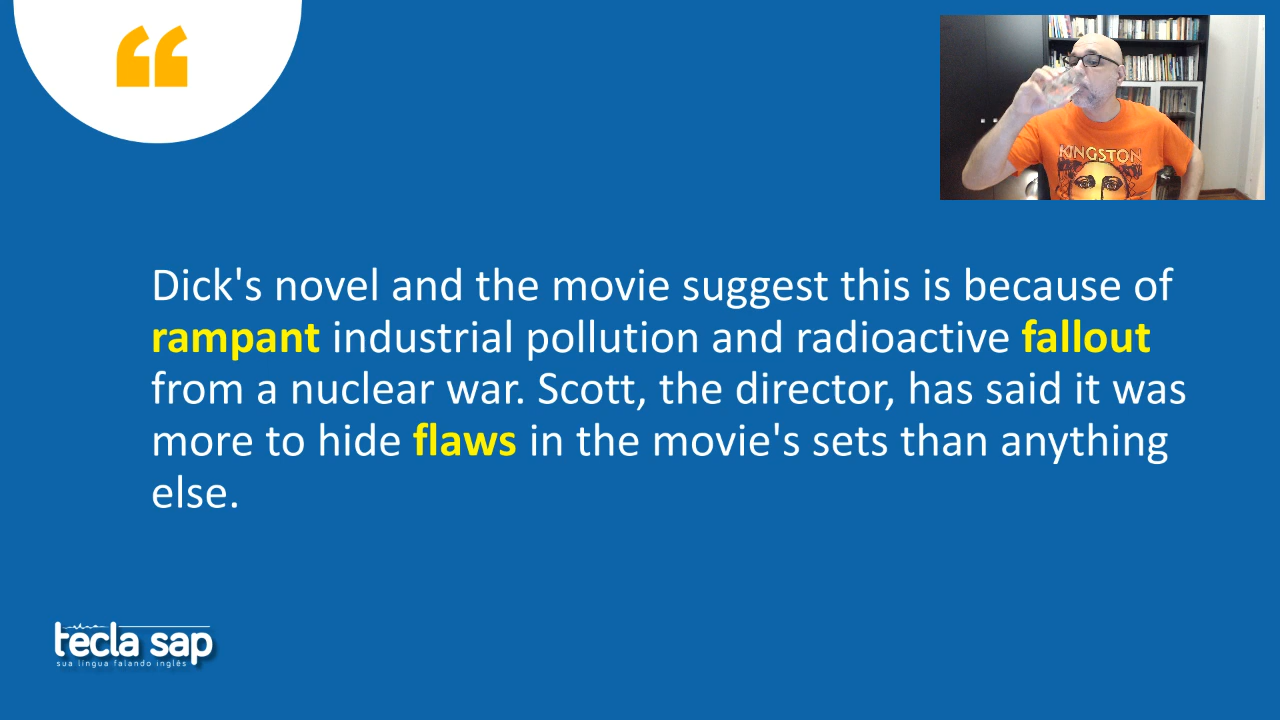 KINGSTON
Dick's novel and the movie suggest this is because of
rampant industrial pollution and radioactive fallout
from a nuclear war. Scott, the director, has said it was
more to hide flaws in the movie's sets than anything
else.
tecla sap
sua língua falando inglês